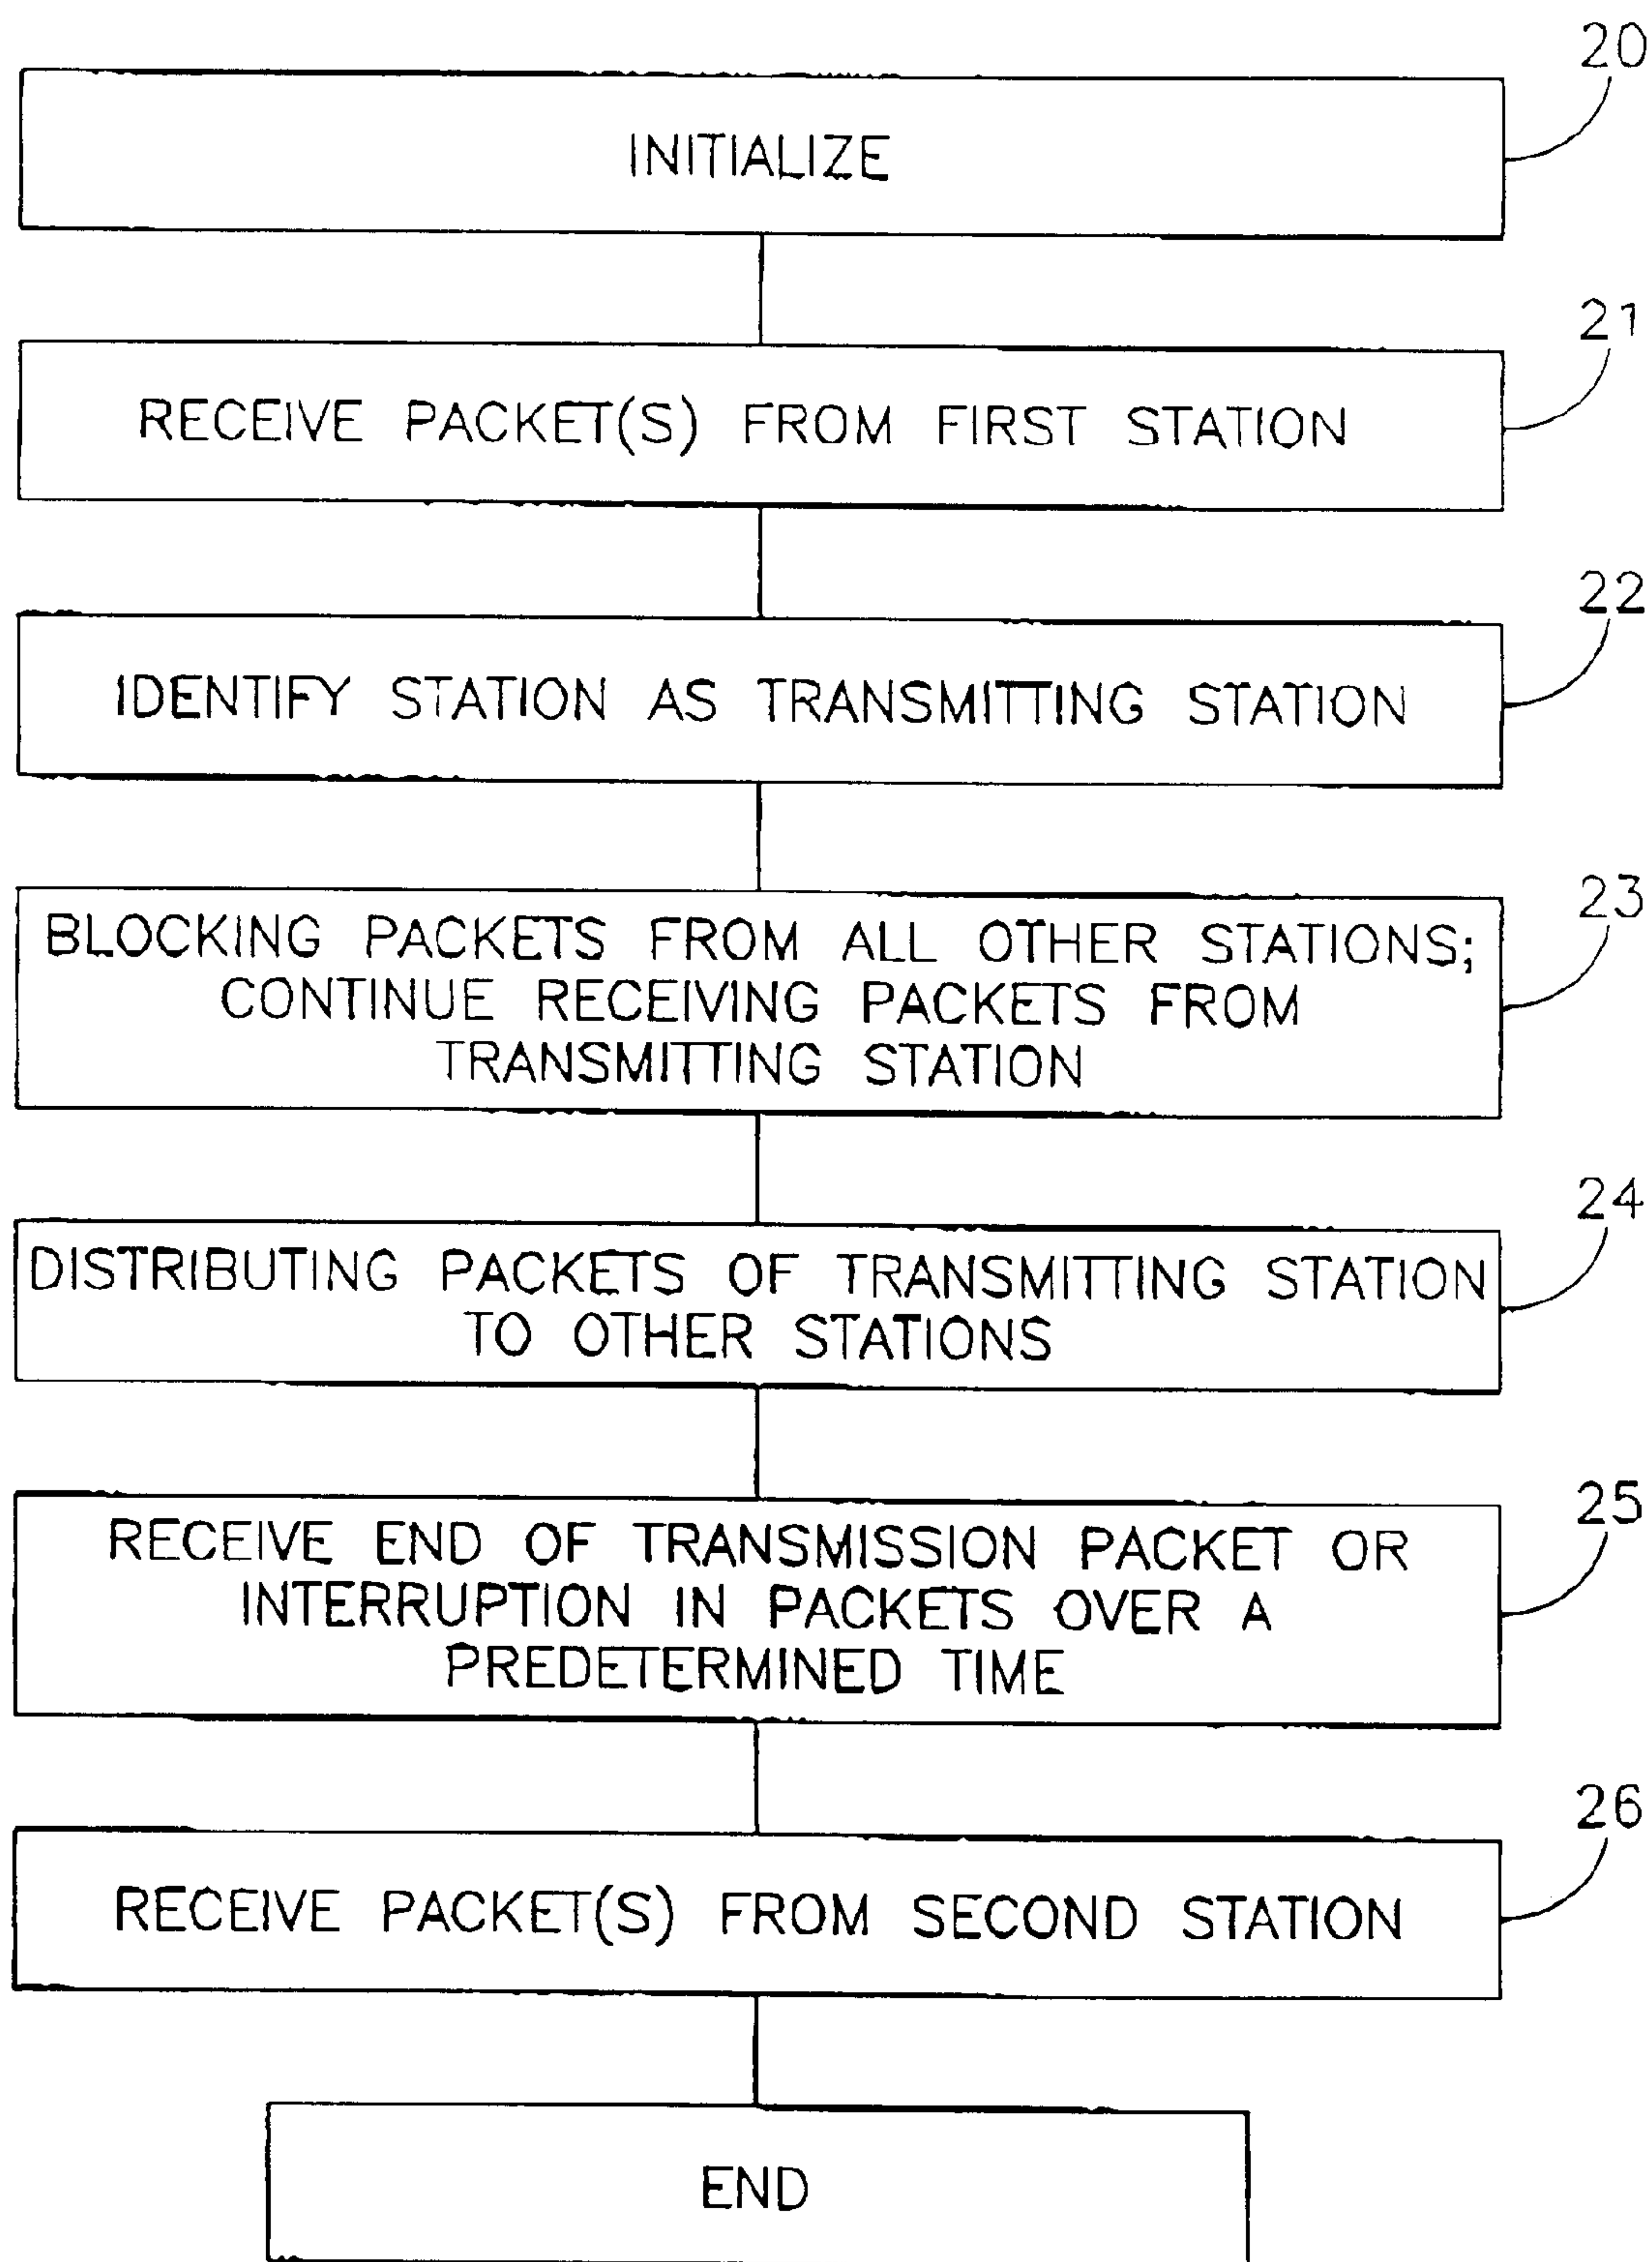 20
INITIALIZE
21
RECEIVE PACKET(S) FROM FIRST STATION
22
IDENTIFY STATION AS TRANSMITTING STATION
23
BLOCKING PACKETS FROM ALL OTHER STATIONS;
CONTINUE RECEIVING PACKETS FROM
TRANSMITTING STATION
24
DISTRIBUTING PACKETS OF TRANSMITTING STATION
TO OTHER STATIONS
25
RECEIVE END OF TRANSMISSION PACKET OR
INTERRUPTION IN PACKETS OVER A
PREDETERMINED TIME
26
RECEIVE PACKET(S) FROM SECOND STATION
END